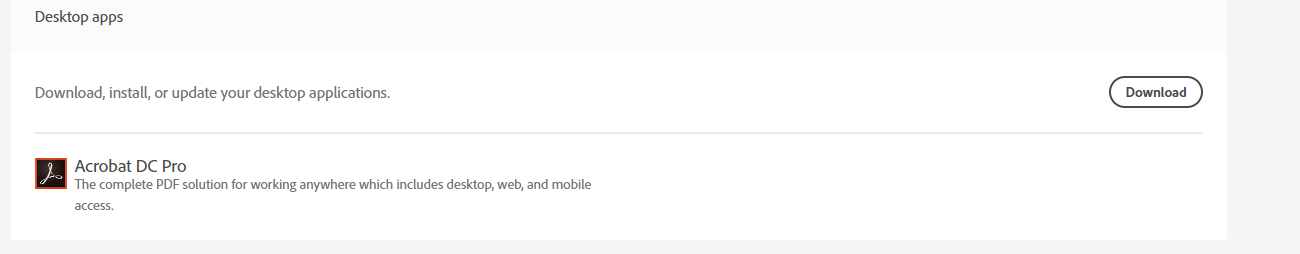 Desktop apps
Download, install, or update your desktop applications.
Download
Acrobat DC Pro
The complete PDF solution for working anywhere which includes desktop, web, and mobile
access.